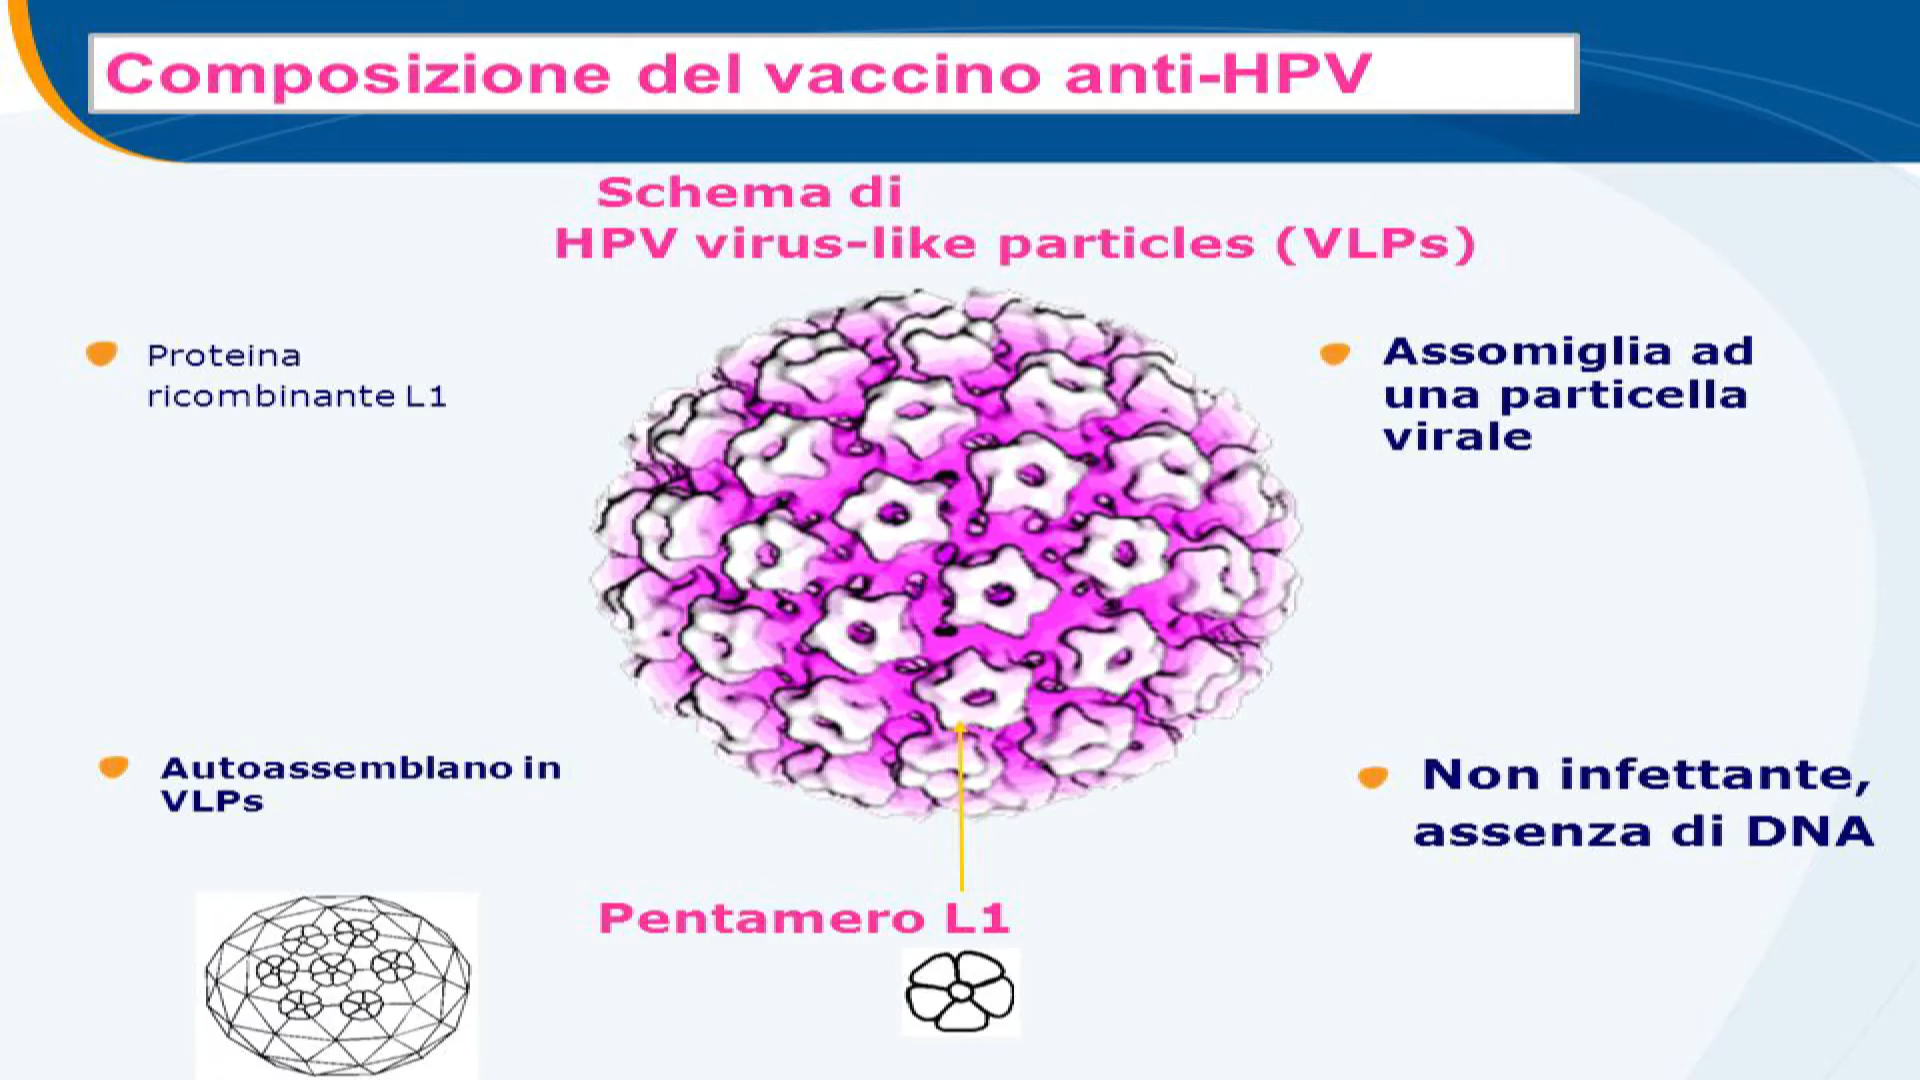 Composizione del vaccino anti-HPV
Schema di
HPV virus-like particles (VLPs)
Proteina
ricombinante L1
Assomiglia ad
una particella
virale
Autoassemblano in
VLPs
Non infettante,
assenza di DNA
Pentamero L1